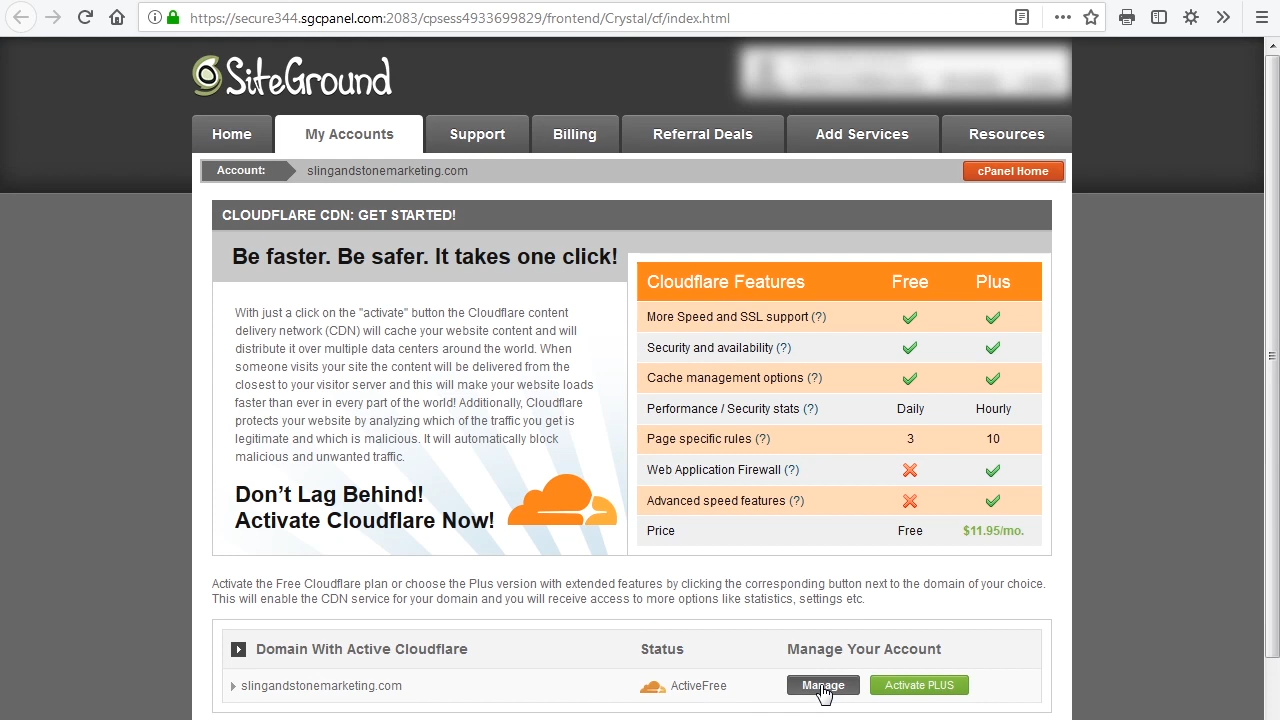 https://secure344.sgcpanel.com:2083/cpsess4933699829/frontend/Crystal/cf/index.html
SiteGround
Home My Accounts Support Billing Referral Deals Add Services Resources
Account: slingandstonemarketing.com cPanel Home
CLOUDFLARE CDN: GET STARTED!
Be faster. Be safer. It takes one click!
With just a click on the "activate" button the Cloudflare content
delivery network (CDN) will cache your website content and will
distribute it over multiple data centers around the world. When
someone visits your site the content will be delivered from the
closest to your visitor server and this will make your website loads
faster than ever in every part of the world! Additionally, Cloudflare
protects your website by analyzing which of the traffic you get is
legitimate and which is malicious. It will automatically block
malicious and unwanted traffic.
Don't Lag Behind!
Activate Cloudflare Now!
Cloudflare Features Free Plus
More Speed and SSL support (?)
Security and availability (?)
Cache management options (?)
Performance / Security stats (?) Daily Hourly
Page specific rules (?) 3 10
Web Application Firewall (?)
Advanced speed features (?)
Price Free $11.95/mo.
Activate the Free Cloudflare plan or choose the Plus version with extended features by clicking the corresponding button next to the domain of your choice.
This will enable the CDN service for your domain and you will receive access to more options like statistics, settings etc.
Domain With Active Cloudflare Status Manage Your Account
slingandstonemarketing.com ActiveFree Manage Activate PLUS